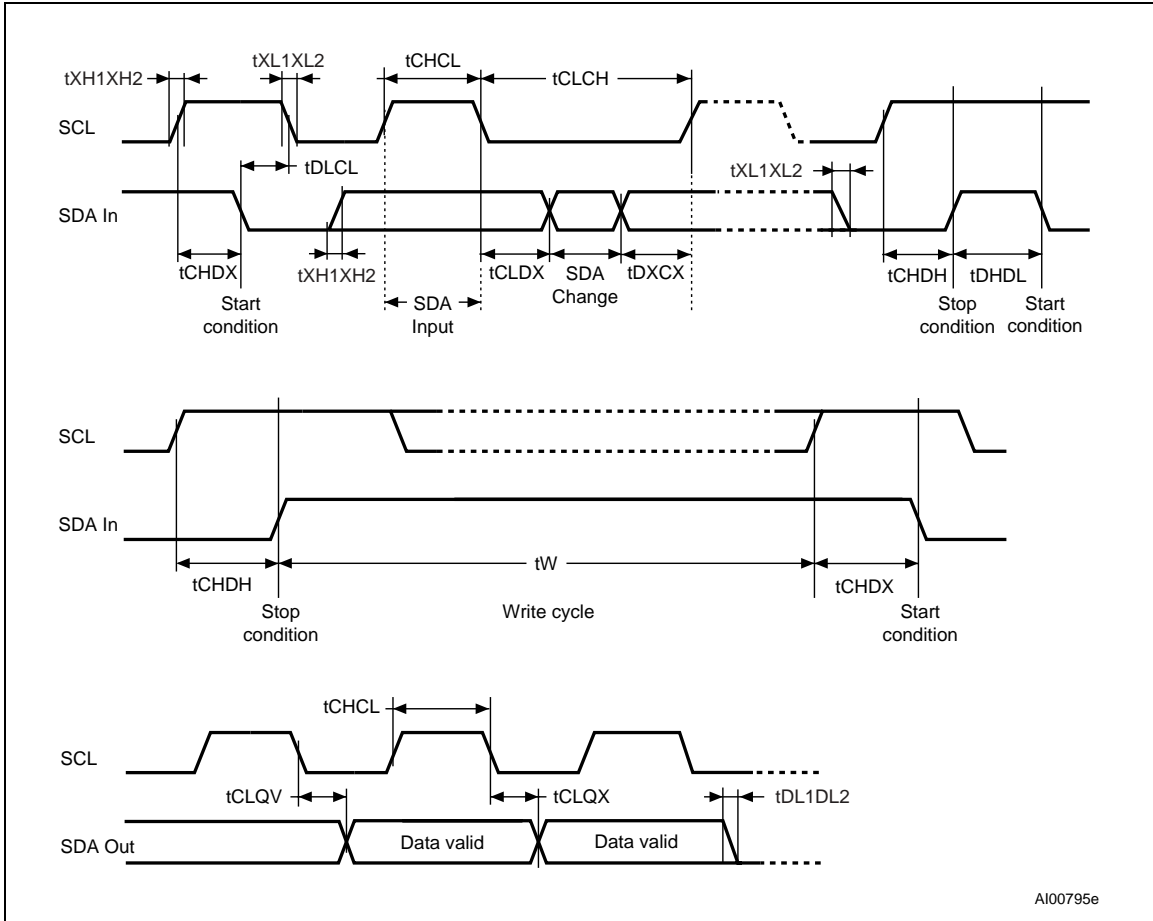 tXH1XH2
tXL1XL2
tCHCL
tCLCH
SCL
tDLCL
tXL1XL2
SDA In
tCHDX
tXH1XH2
tCLDX
SDA
Change
tDXCX
tCHDH
tDHDL
Start
condition
SDA
Input
Stop
condition
Start
condition
SCL
SDA In
tCHDH
tW
tCHDX
Stop
condition
Write cycle
Start
condition
tCHCL
SCL
tCLQV
tCLQX
tDL1DL2
SDA Out
Data valid
Data valid
AI00795e